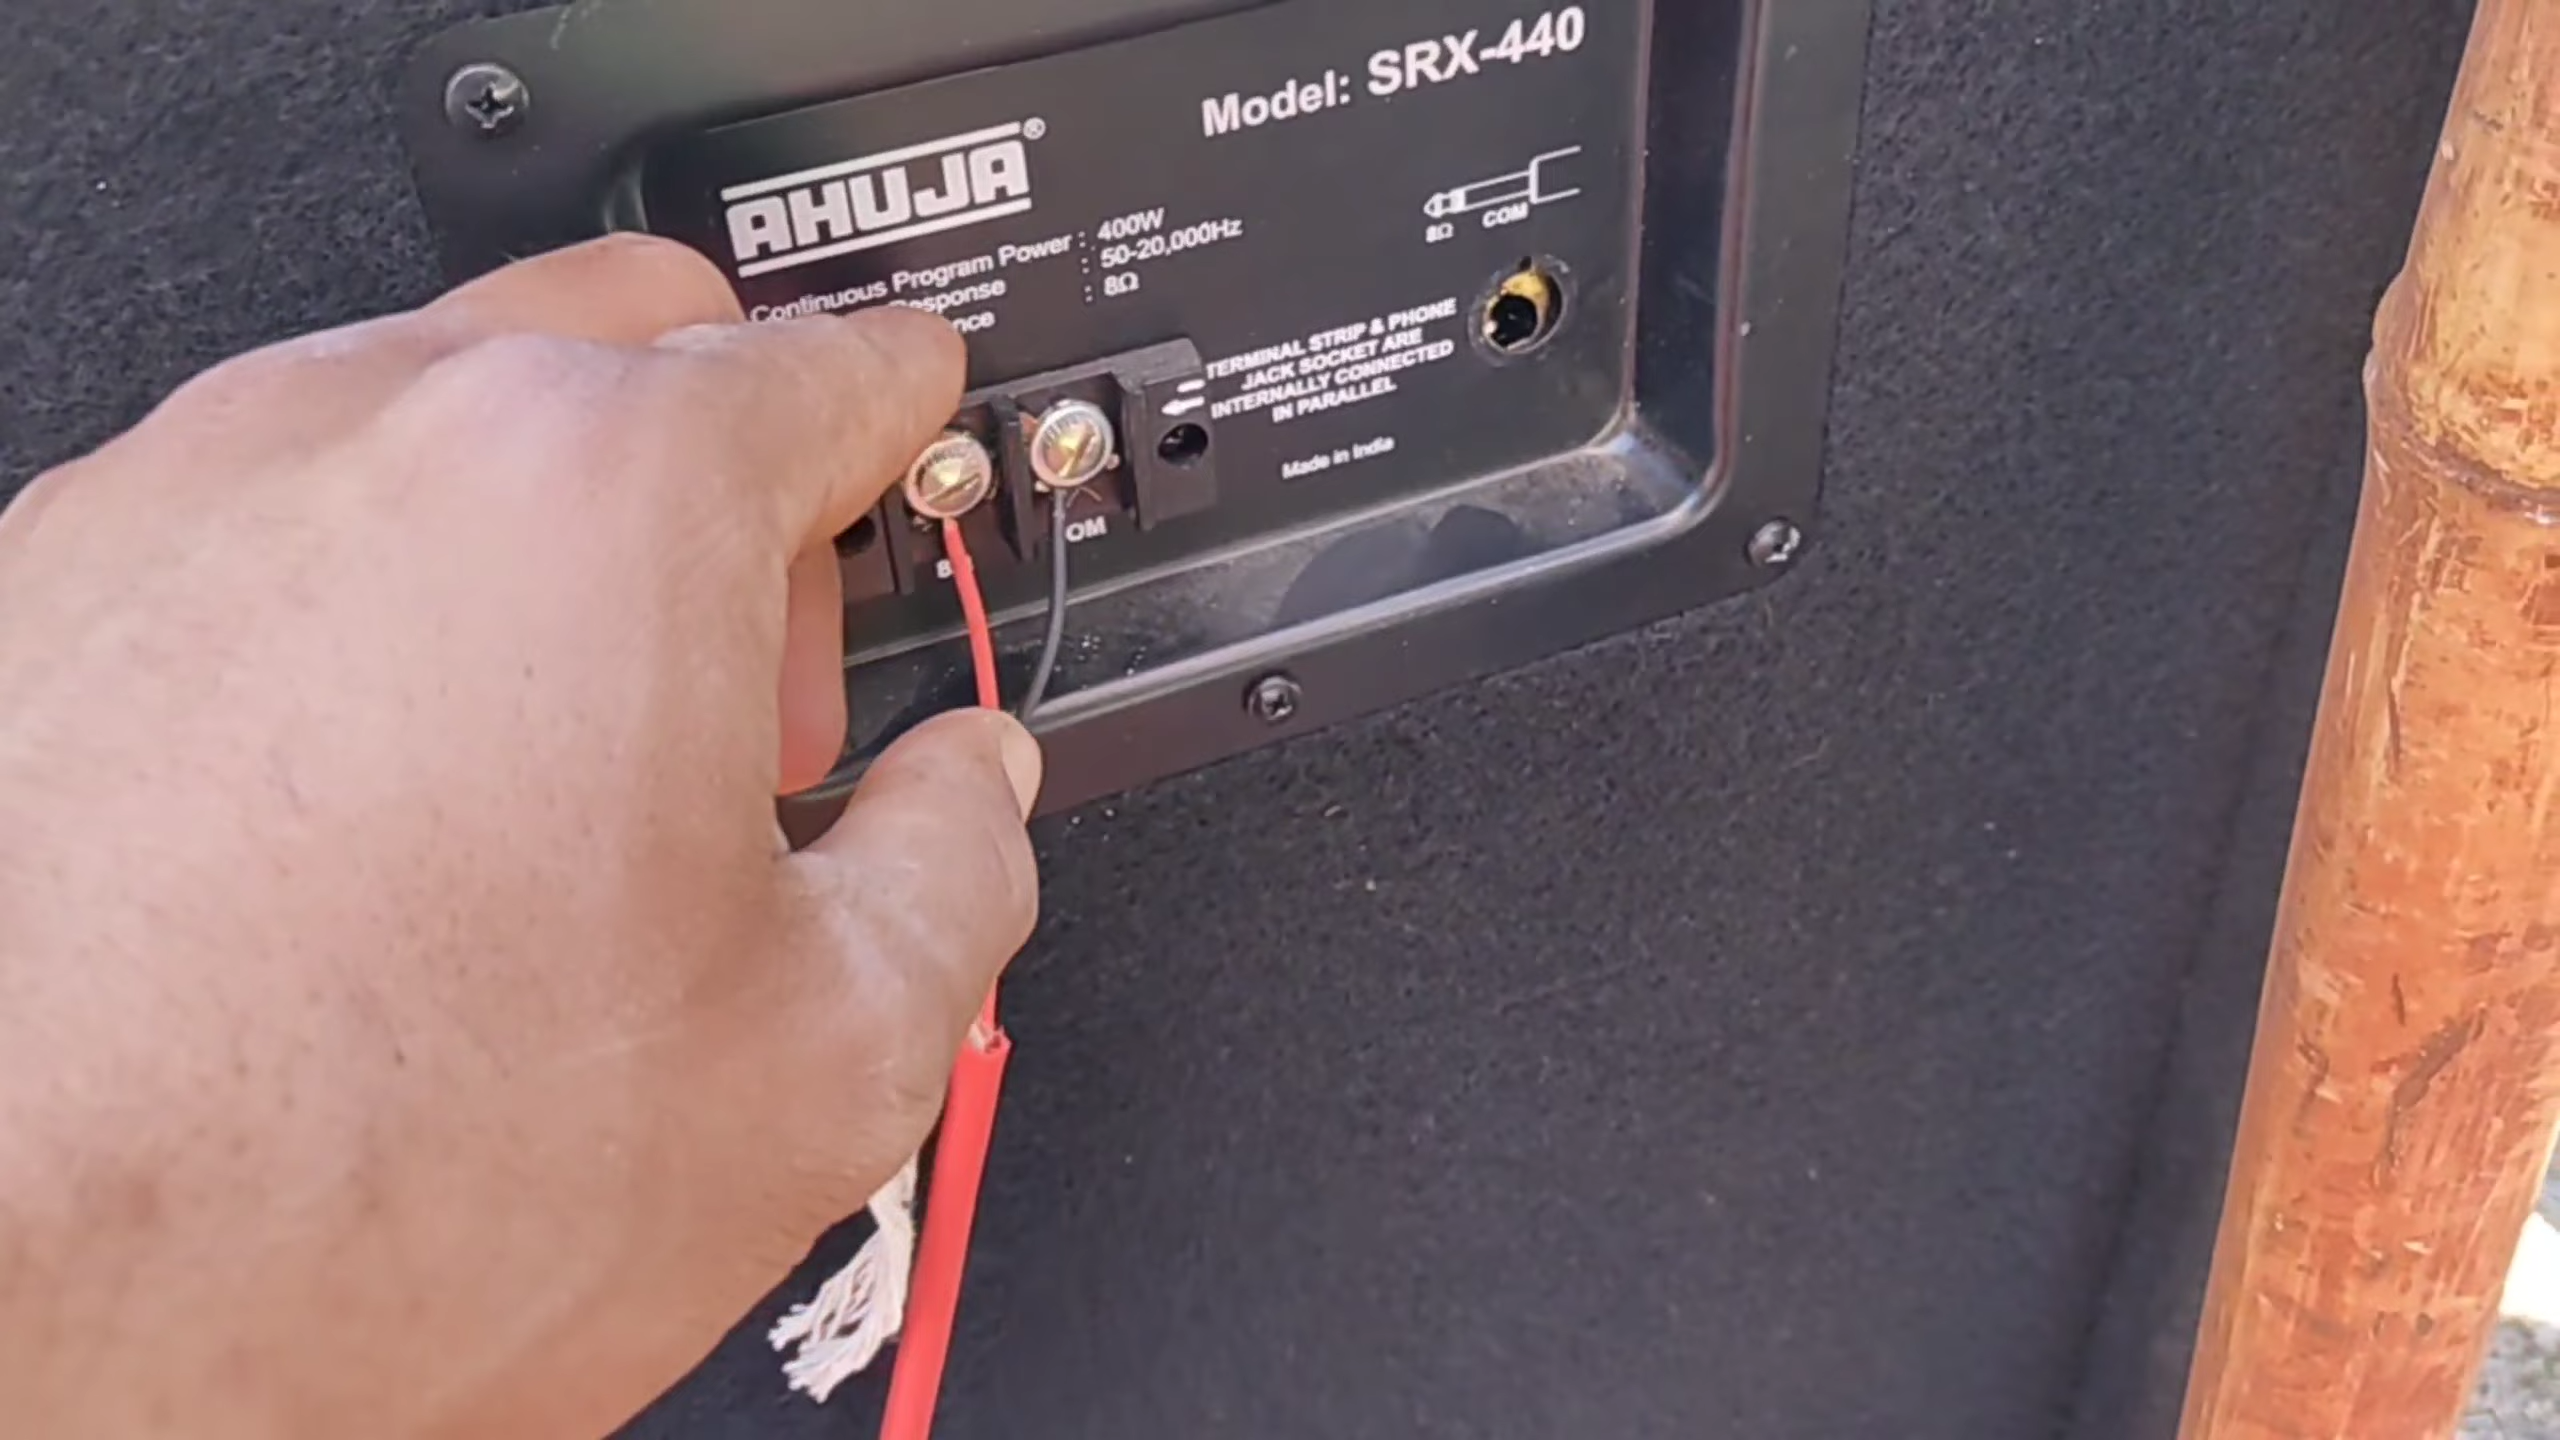 Model: SRX-440
AHUJA®
Continuous Program Power : 400W
: 50-20,000Hz
: 8Ω
8Ω COM
TERMINAL STRIP & PHONE
JACK SOCKET ARE
INTERNALLY CONNECTED
IN PARALLEL
Made in India
OM